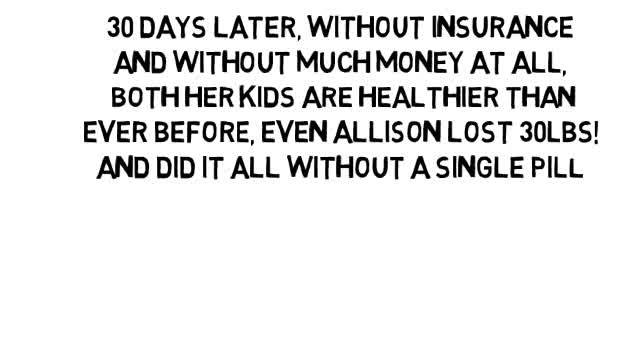 30 DAYS LATER, WITHOUT INSURANCE
AND WITHOUT MUCH MONEY AT ALL,
BOTH HER KIDS ARE HEALTHIER THAN
EVER BEFORE, EVEN ALLISON LOST 30LBS!
AND DID IT ALL WITHOUT A SINGLE PILL